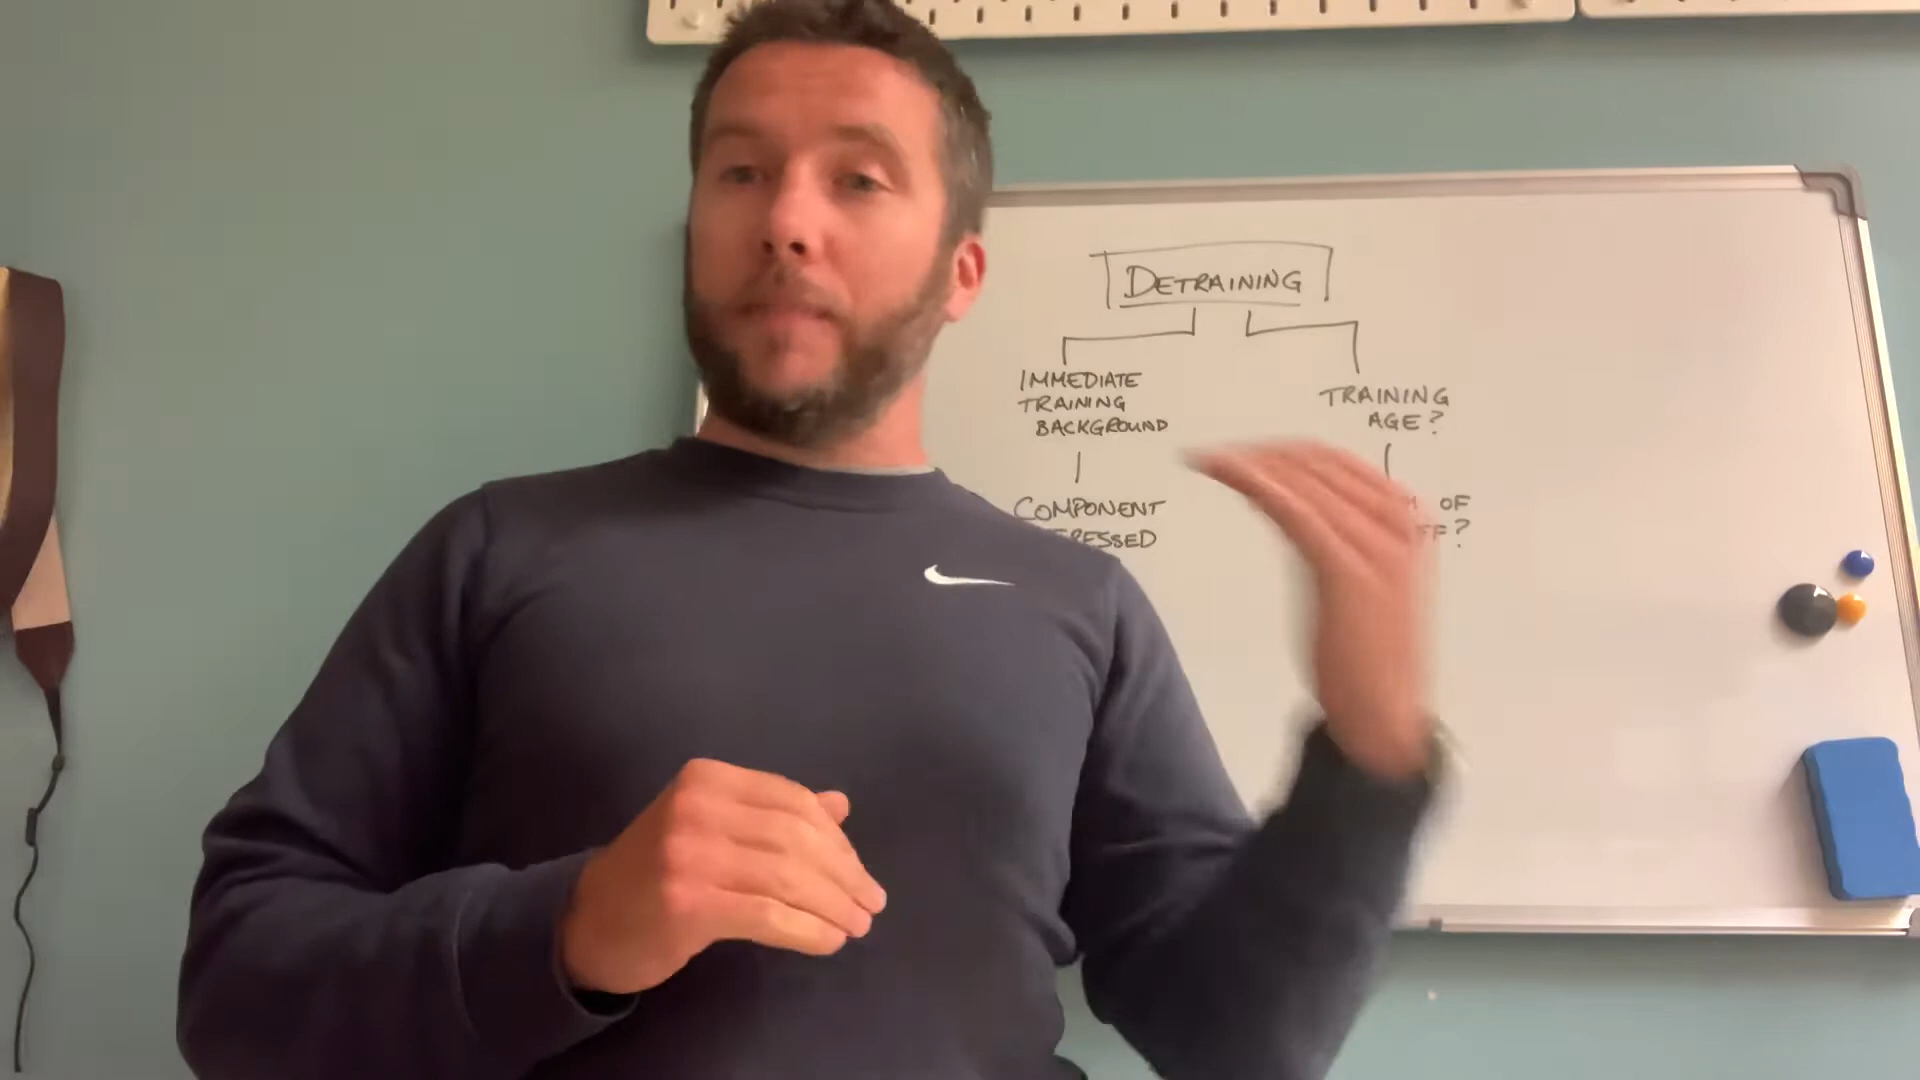 DETRAINING
IMMEDIATE
TRAINING
BACKGROUND
COMPONENT
TRAINING
AGE?
OF